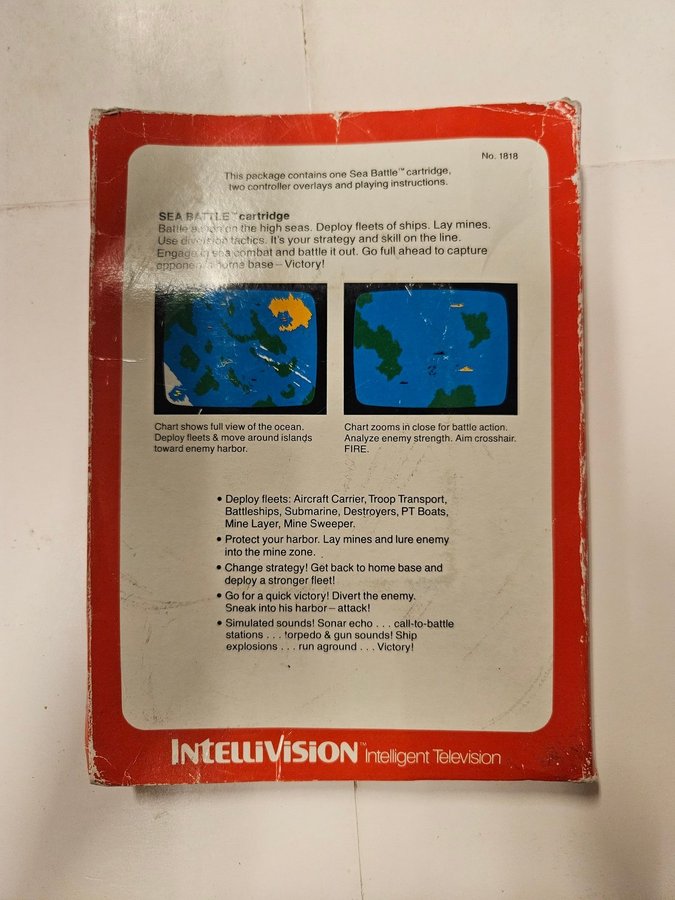 No. 1818
This package contains one Sea Battle™ cartridge,
two controller overlays and playing instructions.
SEA BATTLE™ cartridge
Battle action on the high seas. Deploy fleets of ships. Lay mines.
Use diversion tactics. It's your strategy and skill on the line.
Engage in sea combat and battle it out. Go full ahead to capture
opponent's home base – Victory!
Chart shows full view of the ocean.
Deploy fleets & move around islands
toward enemy harbor.
Chart zooms in close for battle action.
Analyze enemy strength. Aim crosshair.
FIRE.
• Deploy fleets: Aircraft Carrier, Troop Transport,
Battleships, Submarine, Destroyers, PT Boats,
Mine Layer, Mine Sweeper.
• Protect your harbor. Lay mines and lure enemy
into the mine zone.
• Change strategy! Get back to home base and
deploy a stronger fleet!
• Go for a quick victory! Divert the enemy.
Sneak into his harbor – attack!
• Simulated sounds! Sonar echo . . . call-to-battle
stations . . . torpedo & gun sounds! Ship
explosions . . . run aground . . . Victory!
INTELLIVISION™ Intelligent Television